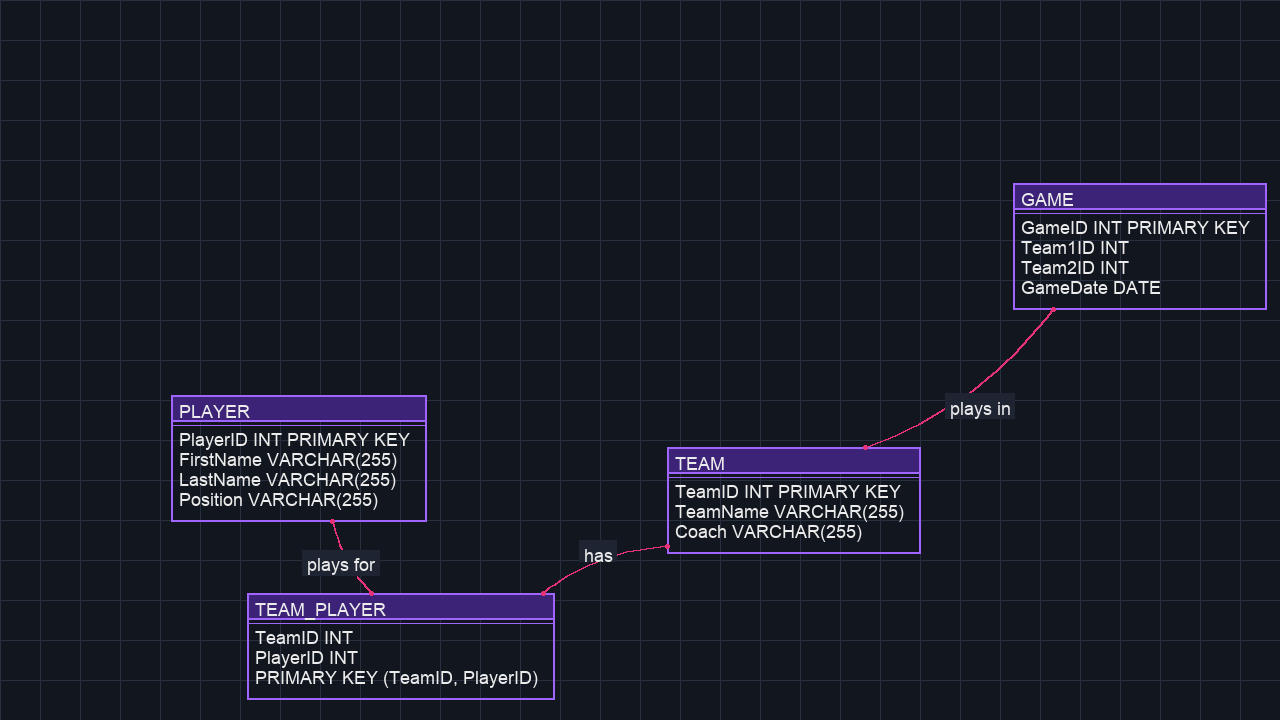 GAME
GameID INT PRIMARY KEY
Team1ID INT
Team2ID INT
GameDate DATE
plays in
PLAYER
PlayerID INT PRIMARY KEY
FirstName VARCHAR(255)
LastName VARCHAR(255)
Position VARCHAR(255)
TEAM
TeamID INT PRIMARY KEY
TeamName VARCHAR(255)
Coach VARCHAR(255)
has
plays for
TEAM_PLAYER
TeamID INT
PlayerID INT
PRIMARY KEY (TeamID, PlayerID)